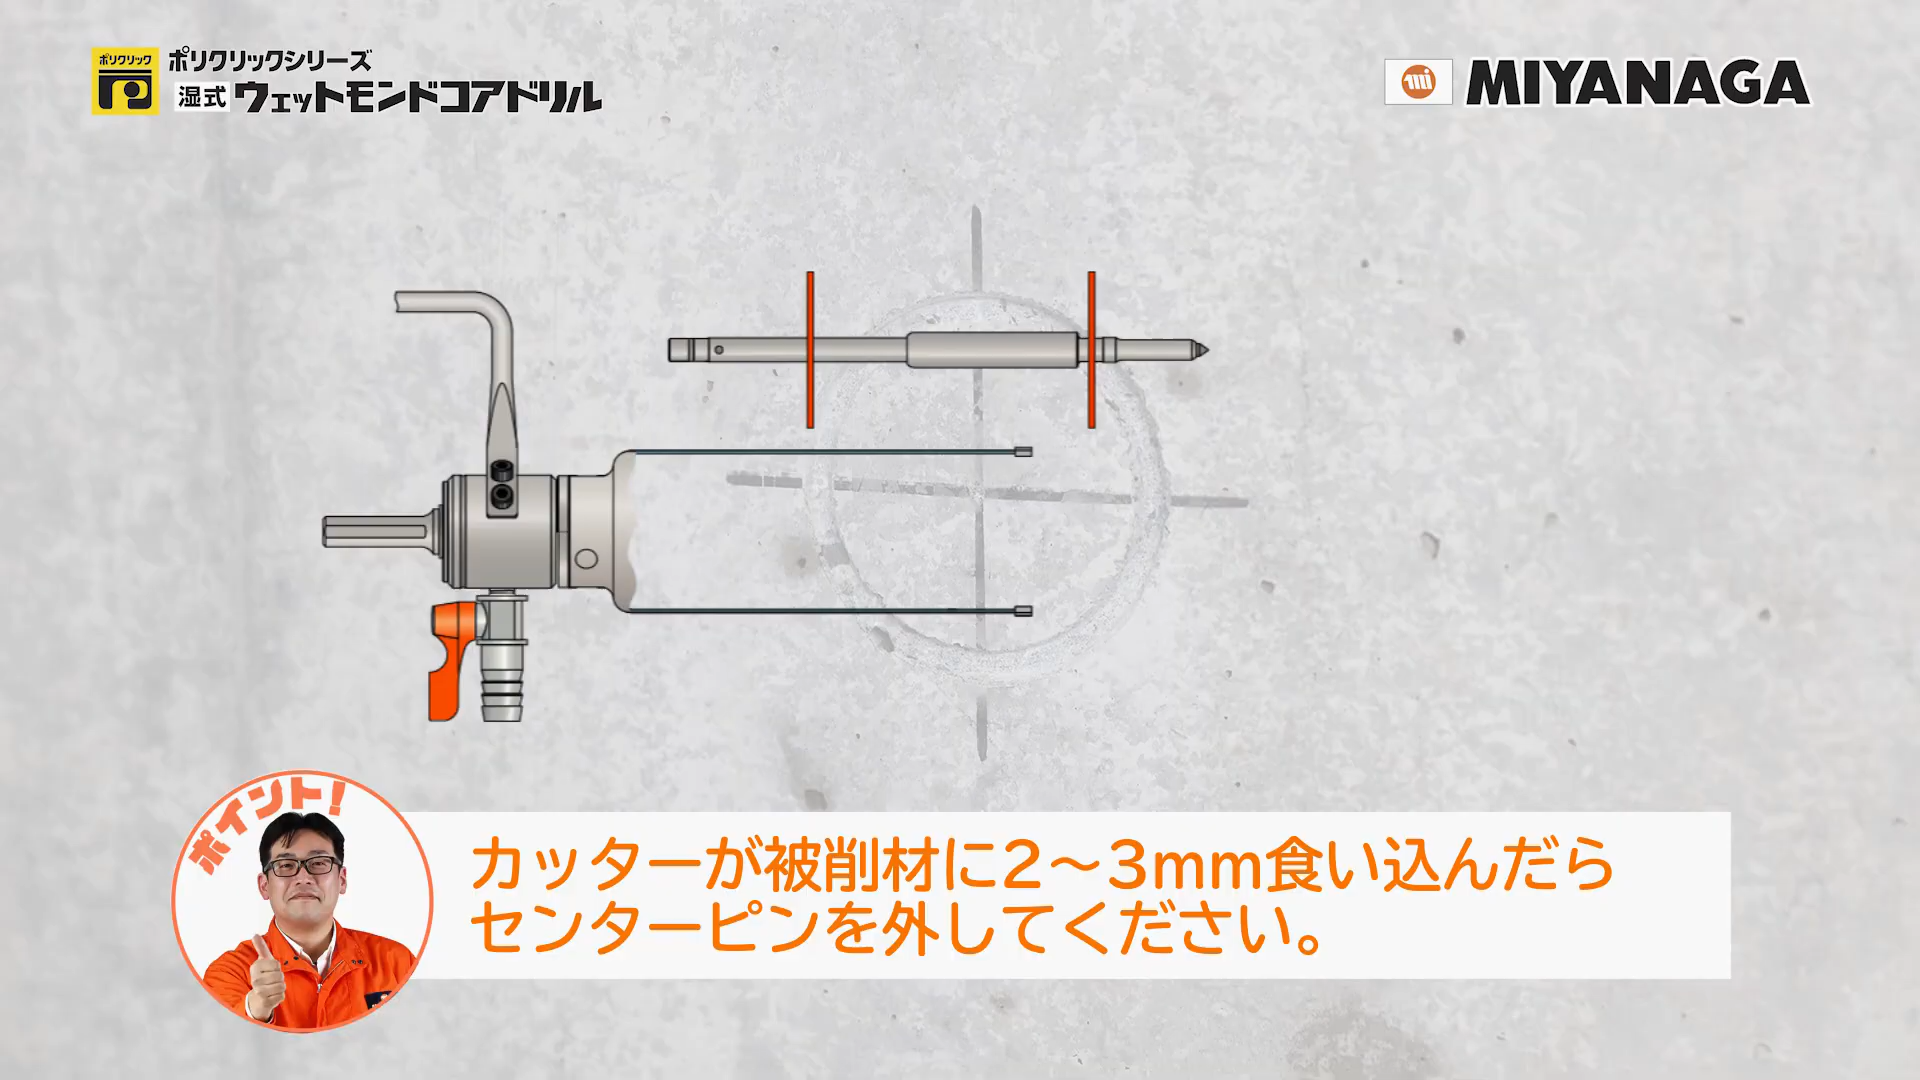 ポリクリック
ポリクリックシリーズ
湿式 ウェットモンドコアドリル
mi MIYANAGA
ポイント!
カッターが被削材に2〜3mm食い込んだら
センターピンを外してください。